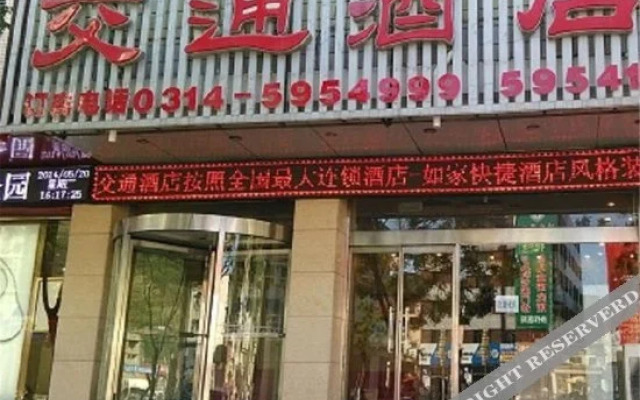 交通酒店
订房电话0314-5954999 59541
园
2014/05/20
16:17:25
交通酒店按照全国最大连锁酒店-如家快捷酒店风格装
RIGHT RESERVERD